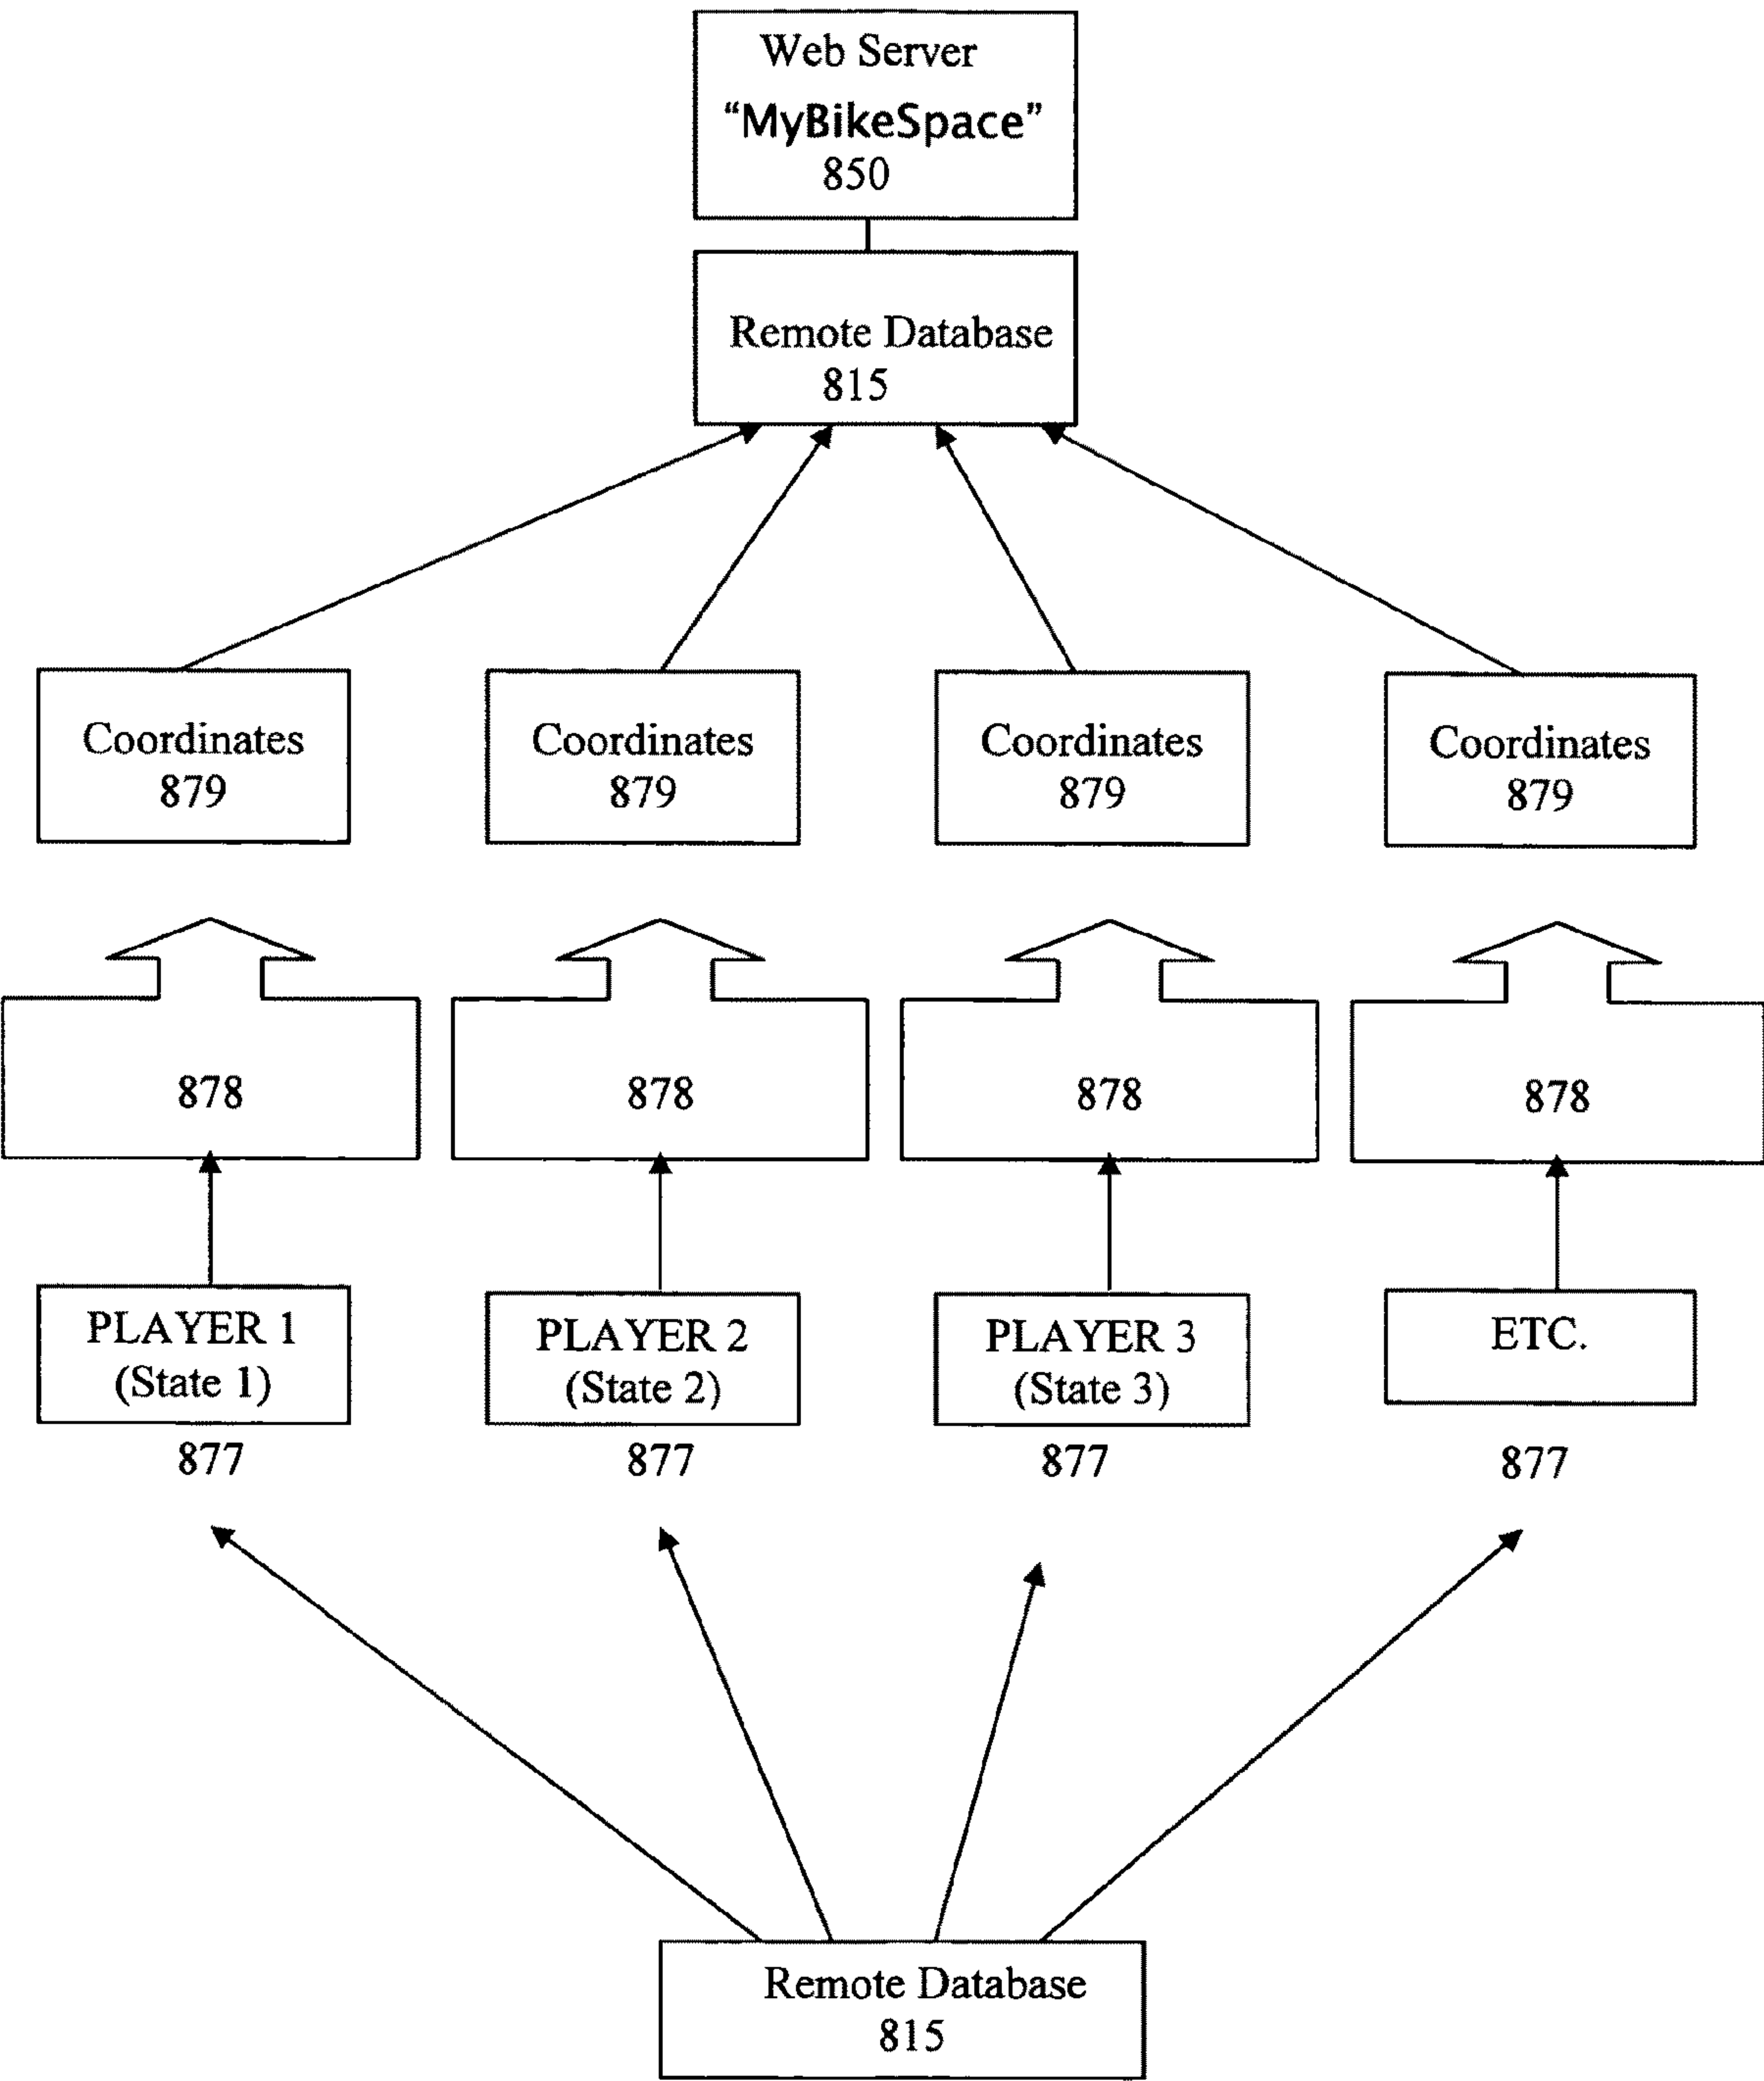 Web Server
“MyBikeSpace”
850
Remote Database
815
Coordinates
879
Coordinates
879
Coordinates
879
Coordinates
879
878
878
878
878
PLAYER 1
(State 1)
877
PLAYER 2
(State 2)
877
PLAYER 3
(State 3)
877
ETC.
877
Remote Database
815